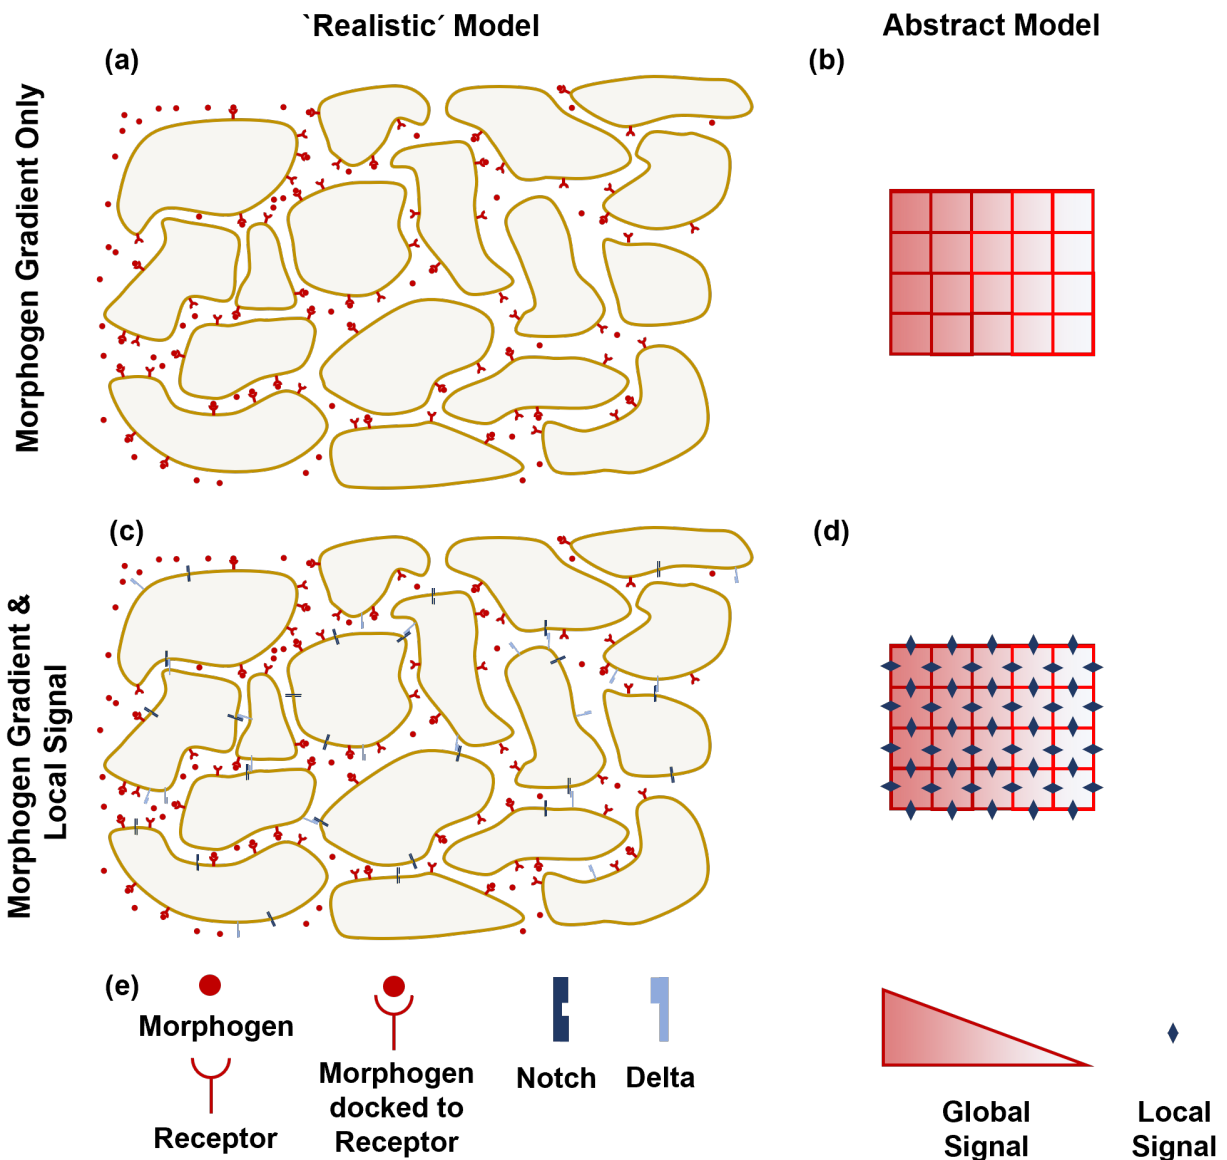 `Realistic´ Model
Abstract Model
(a)
(b)
Morphogen Gradient Only
(c)
(d)
Morphogen Gradient &
Local Signal
(e)
Morphogen
Receptor
Morphogen
docked to
Receptor
Notch
Delta
Global
Signal
Local
Signal